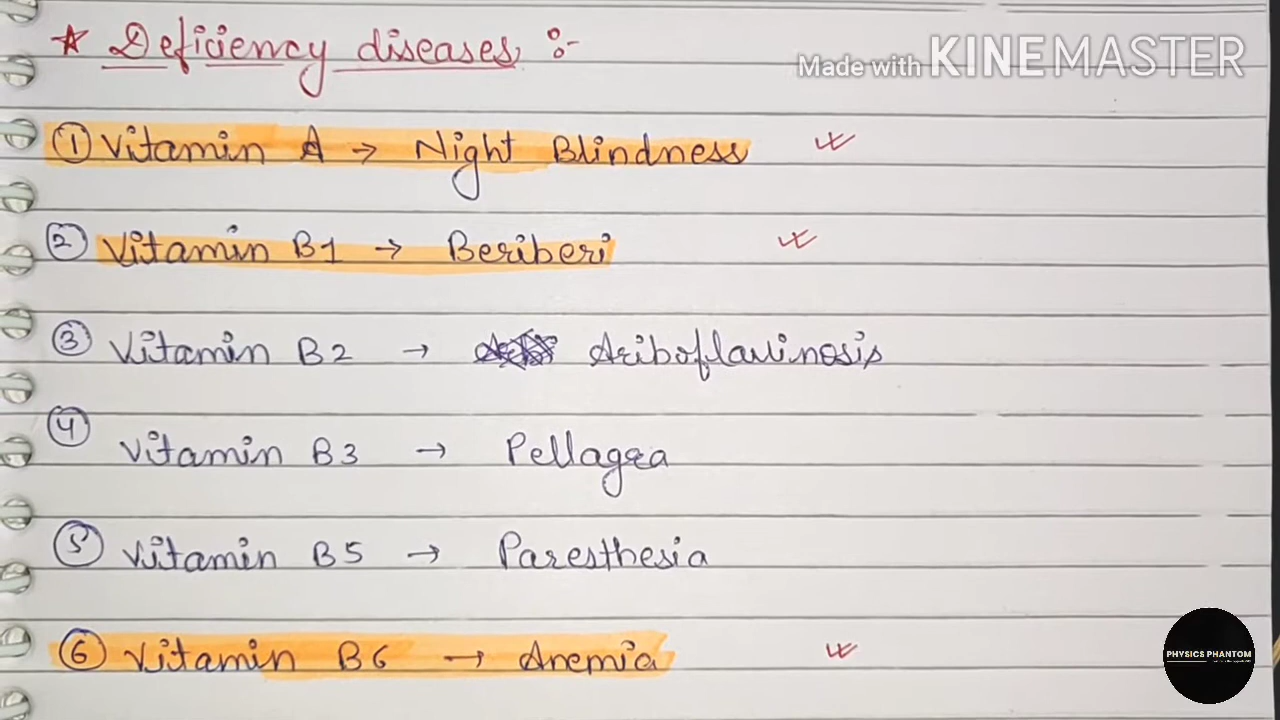 ☆ Deficiency diseases :-
Made with KINEMASTER
① Vitamin A → Night Blindness
② Vitamin B1 → Beriberi
③ Vitamin B2 → Ariboflavinosis
④ Vitamin B3 → Pellagra
⑤ Vitamin B5 → Paresthesia
⑥ Vitamin B6 → Anemia
PHYSICS PHANTOM